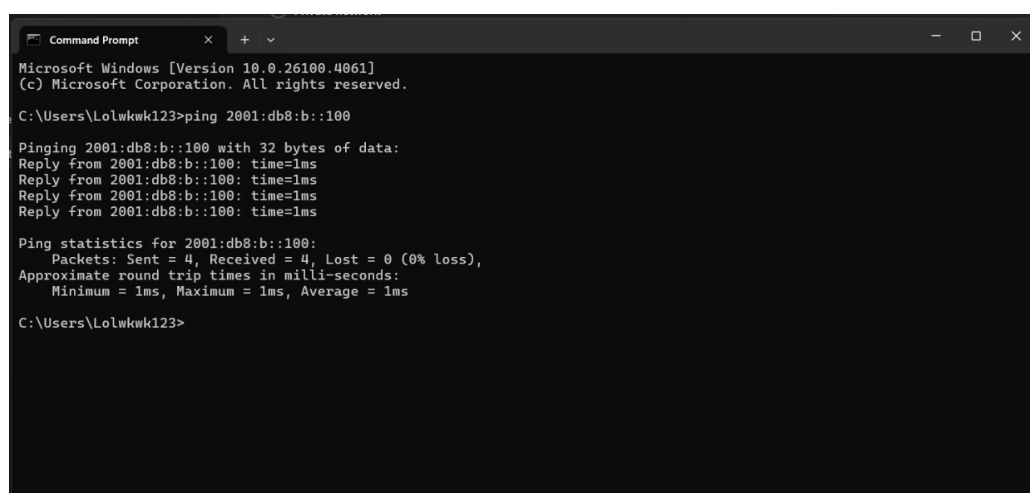 Command Prompt
Microsoft Windows [Version 10.0.26100.4061]
(c) Microsoft Corporation. All rights reserved.
C:\Users\Lolwkwk123>ping 2001:db8:b::100
Pinging 2001:db8:b::100 with 32 bytes of data:
Reply from 2001:db8:b::100: time=1ms
Reply from 2001:db8:b::100: time=1ms
Reply from 2001:db8:b::100: time=1ms
Reply from 2001:db8:b::100: time=1ms
Ping statistics for 2001:db8:b::100:
Packets: Sent = 4, Received = 4, Lost = 0 (0% loss),
Approximate round trip times in milli-seconds:
Minimum = 1ms, Maximum = 1ms, Average = 1ms
C:\Users\Lolwkwk123>